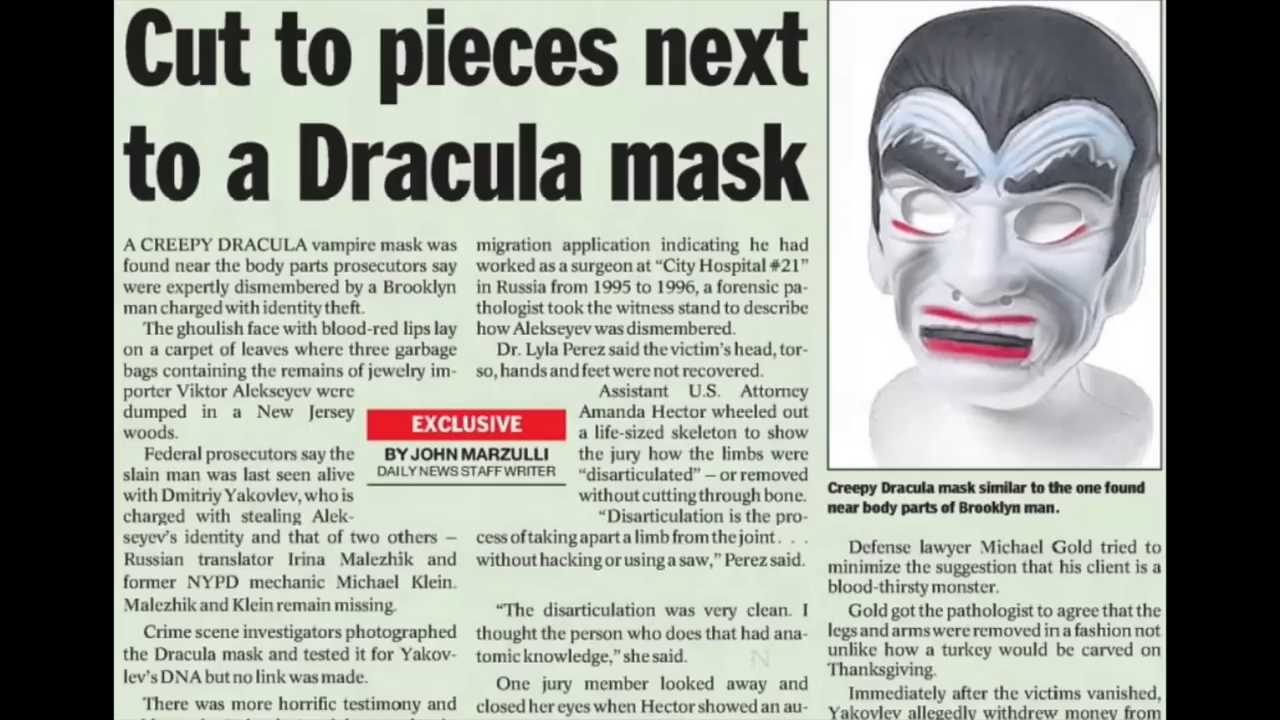 Cut to pieces next
to a Dracula mask
A CREEPY DRACULA vampire mask was
found near the body parts prosecutors say
were expertly dismembered by a Brooklyn
man charged with identity theft.
The ghoulish face with blood-red lips lay
on a carpet of leaves where three garbage
bags containing the remains of jewelry im-
porter Viktor Alekseyev were
dumped in a New Jersey
woods.
Federal prosecutors say the
slain man was last seen alive
with Dmitriy Yakovlev, who is
charged with stealing Alek-
seyev's identity and that of two others –
Russian translator Irina Malezhik and
former NYPD mechanic Michael Klein.
Malezhik and Klein remain missing.
Crime scene investigators photographed
the Dracula mask and tested it for Yakov-
lev's DNA but no link was made.
There was more horrific testimony and
EXCLUSIVE
BY JOHN MARZULLI
DAILY NEWS STAFF WRITER
migration application indicating he had
worked as a surgeon at "City Hospital #21"
in Russia from 1995 to 1996, a forensic pa-
thologist took the witness stand to describe
how Alekseyev was dismembered.
Dr. Lyla Perez said the victim's head, tor-
so, hands and feet were not recovered.
Assistant U.S. Attorney
Amanda Hector wheeled out
a life-sized skeleton to show
the jury how the limbs were
"disarticulated" – or removed
without cutting through bone.
"Disarticulation is the pro-
cess of taking apart a limb from the joint . . .
without hacking or using a saw," Perez said.
"The disarticulation was very clean. I
thought the person who does that had ana-
tomic knowledge," she said.
One jury member looked away and
closed her eyes when Hector showed an au-
Creepy Dracula mask similar to the one found
near body parts of Brooklyn man.
Defense lawyer Michael Gold tried to
minimize the suggestion that his client is a
blood-thirsty monster.
Gold got the pathologist to agree that the
legs and arms were removed in a fashion not
unlike how a turkey would be carved on
Thanksgiving.
Immediately after the victims vanished,
Yakovlev allegedly withdrew money from